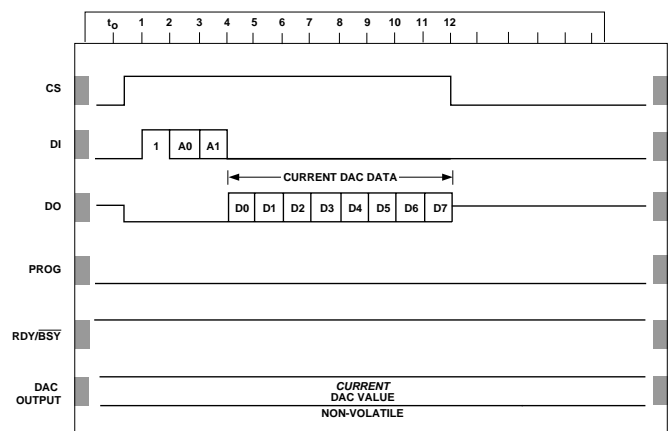 to 1 2 3 4 5 6 7 8 9 10 11 12
CS
DI 1 A0 A1
CURRENT DAC DATA
DO D0 D1 D2 D3 D4 D5 D6 D7
PROG
RDY/BSY
DAC OUTPUT
CURRENT
DAC VALUE
NON-VOLATILE